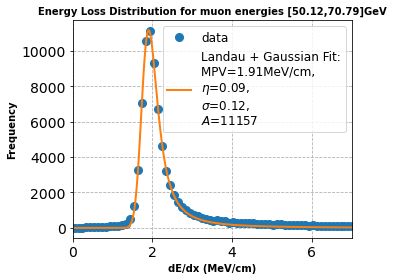 Energy Loss Distribution for muon energies [50.12,70.79]GeV
data
Landau + Gaussian Fit:
MPV=1.91MeV/cm,
η=0.09,
σ=0.12,
A=11157
Frequency
10000
8000
6000
4000
2000
0
0 2 4 6
dE/dx (MeV/cm)